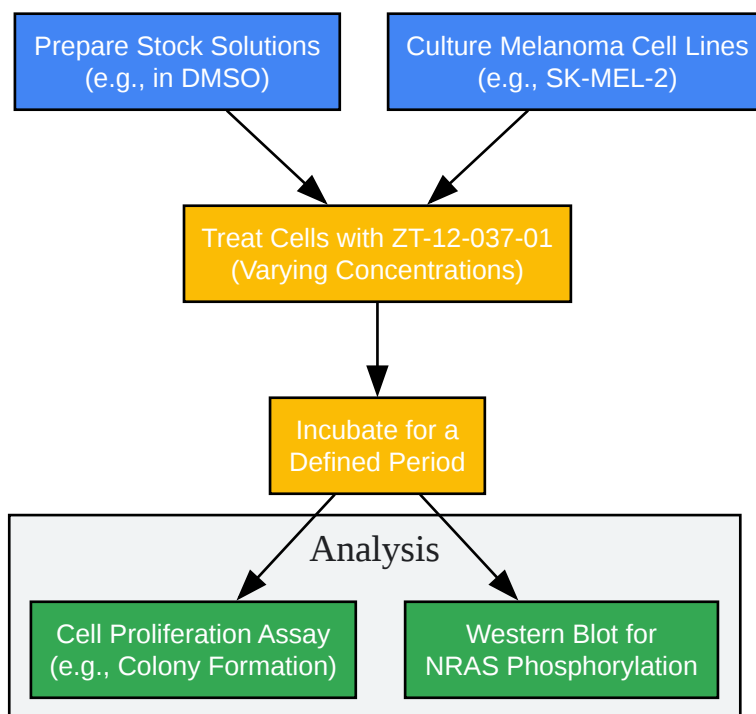 Prepare Stock Solutions
(e.g., in DMSO)
Culture Melanoma Cell Lines
(e.g., SK-MEL-2)
Treat Cells with ZT-12-037-01
(Varying Concentrations)
Incubate for a
Defined Period
Analysis
Cell Proliferation Assay
(e.g., Colony Formation)
Western Blot for
NRAS Phosphorylation